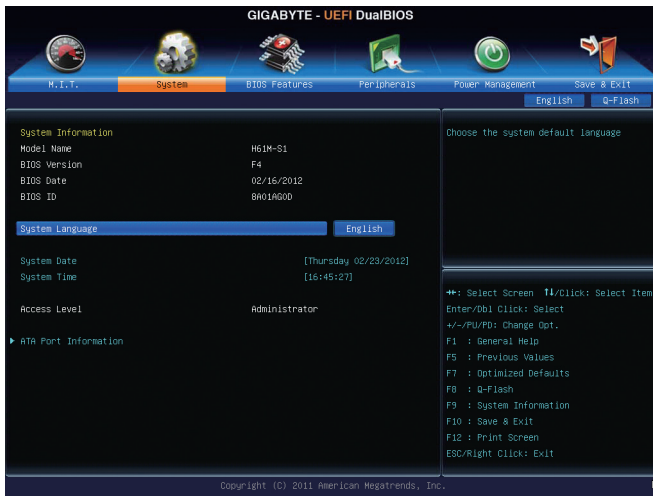 GIGABYTE - UEFI DualBIOS
M.I.T. System BIOS Features Peripherals Power Management Save & Exit
English Q-Flash
System Information
Model Name H61M-S1
BIOS Version F4
BIOS Date 02/16/2012
BIOS ID 8A01AG0D
System Language English
System Date [Thursday 02/23/2012]
System Time [16:45:27]
Access Level Administrator
ATA Port Information
Choose the system default language
→←: Select Screen ↑↓/Click: Select Item
Enter/Dbl Click: Select
+/-/PU/PD: Change Opt.
F1 : General Help
F5 : Previous Values
F7 : Optimized Defaults
F8 : Q-Flash
F9 : System Information
F10 : Save & Exit
F12 : Print Screen
ESC/Right Click: Exit
Copyright (C) 2011 American Megatrends, Inc.